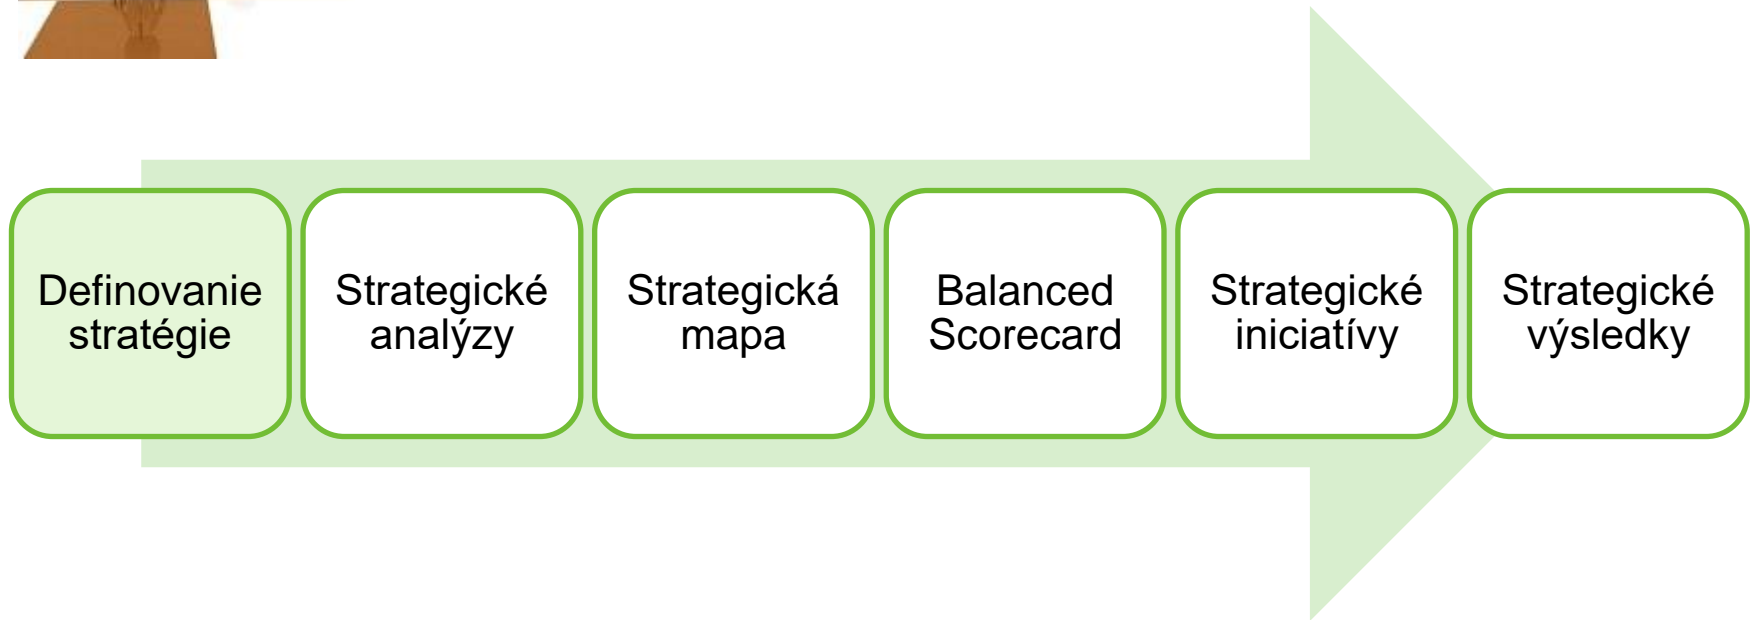 Definovanie
stratégie
Strategické
analýzy
Strategická
mapa
Balanced
Scorecard
Strategické
iniciatívy
Strategické
výsledky